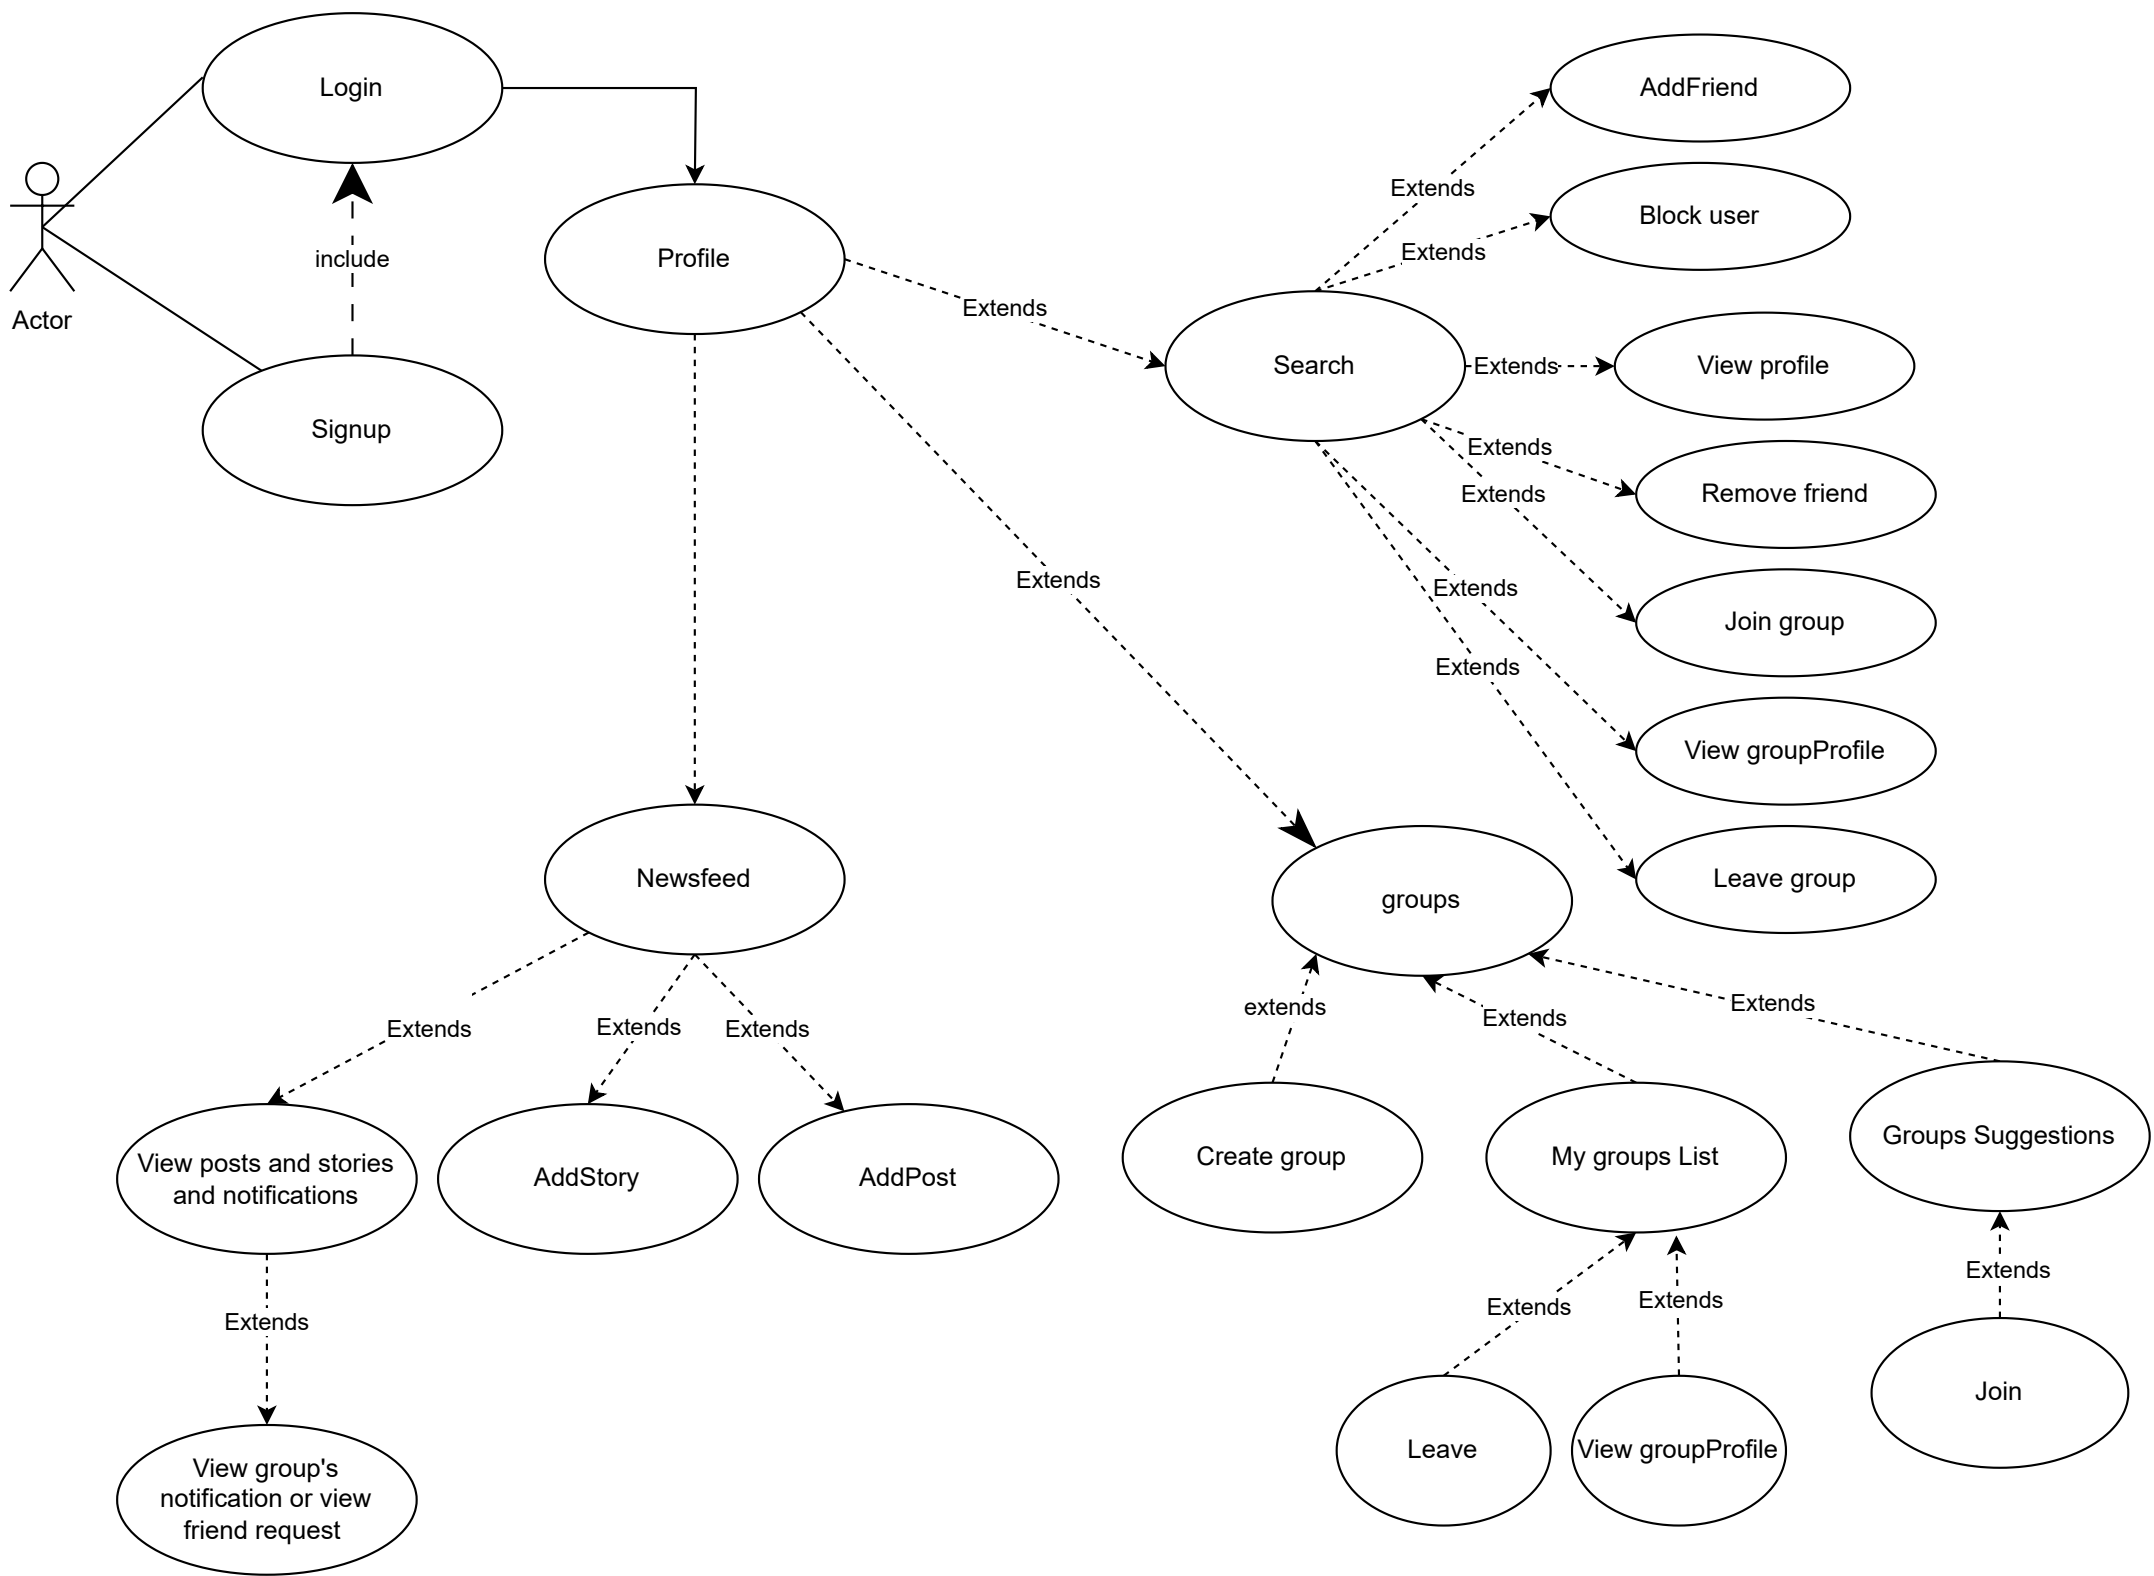 Login
AddFriend
Extends
Block user
Extends
include
Profile
Actor
Extends
Search
Extends
View profile
Signup
Extends
Remove friend
Extends
Extends
Extends
Join group
Extends
View groupProfile
Newsfeed
groups
Leave group
Extends
Extends
Extends
extends
Extends
Extends
View posts and stories
and notifications
AddStory
AddPost
Create group
My groups List
Groups Suggestions
Extends
Extends
Extends
Extends
View group's
notification or view
friend request
Leave
View groupProfile
Join